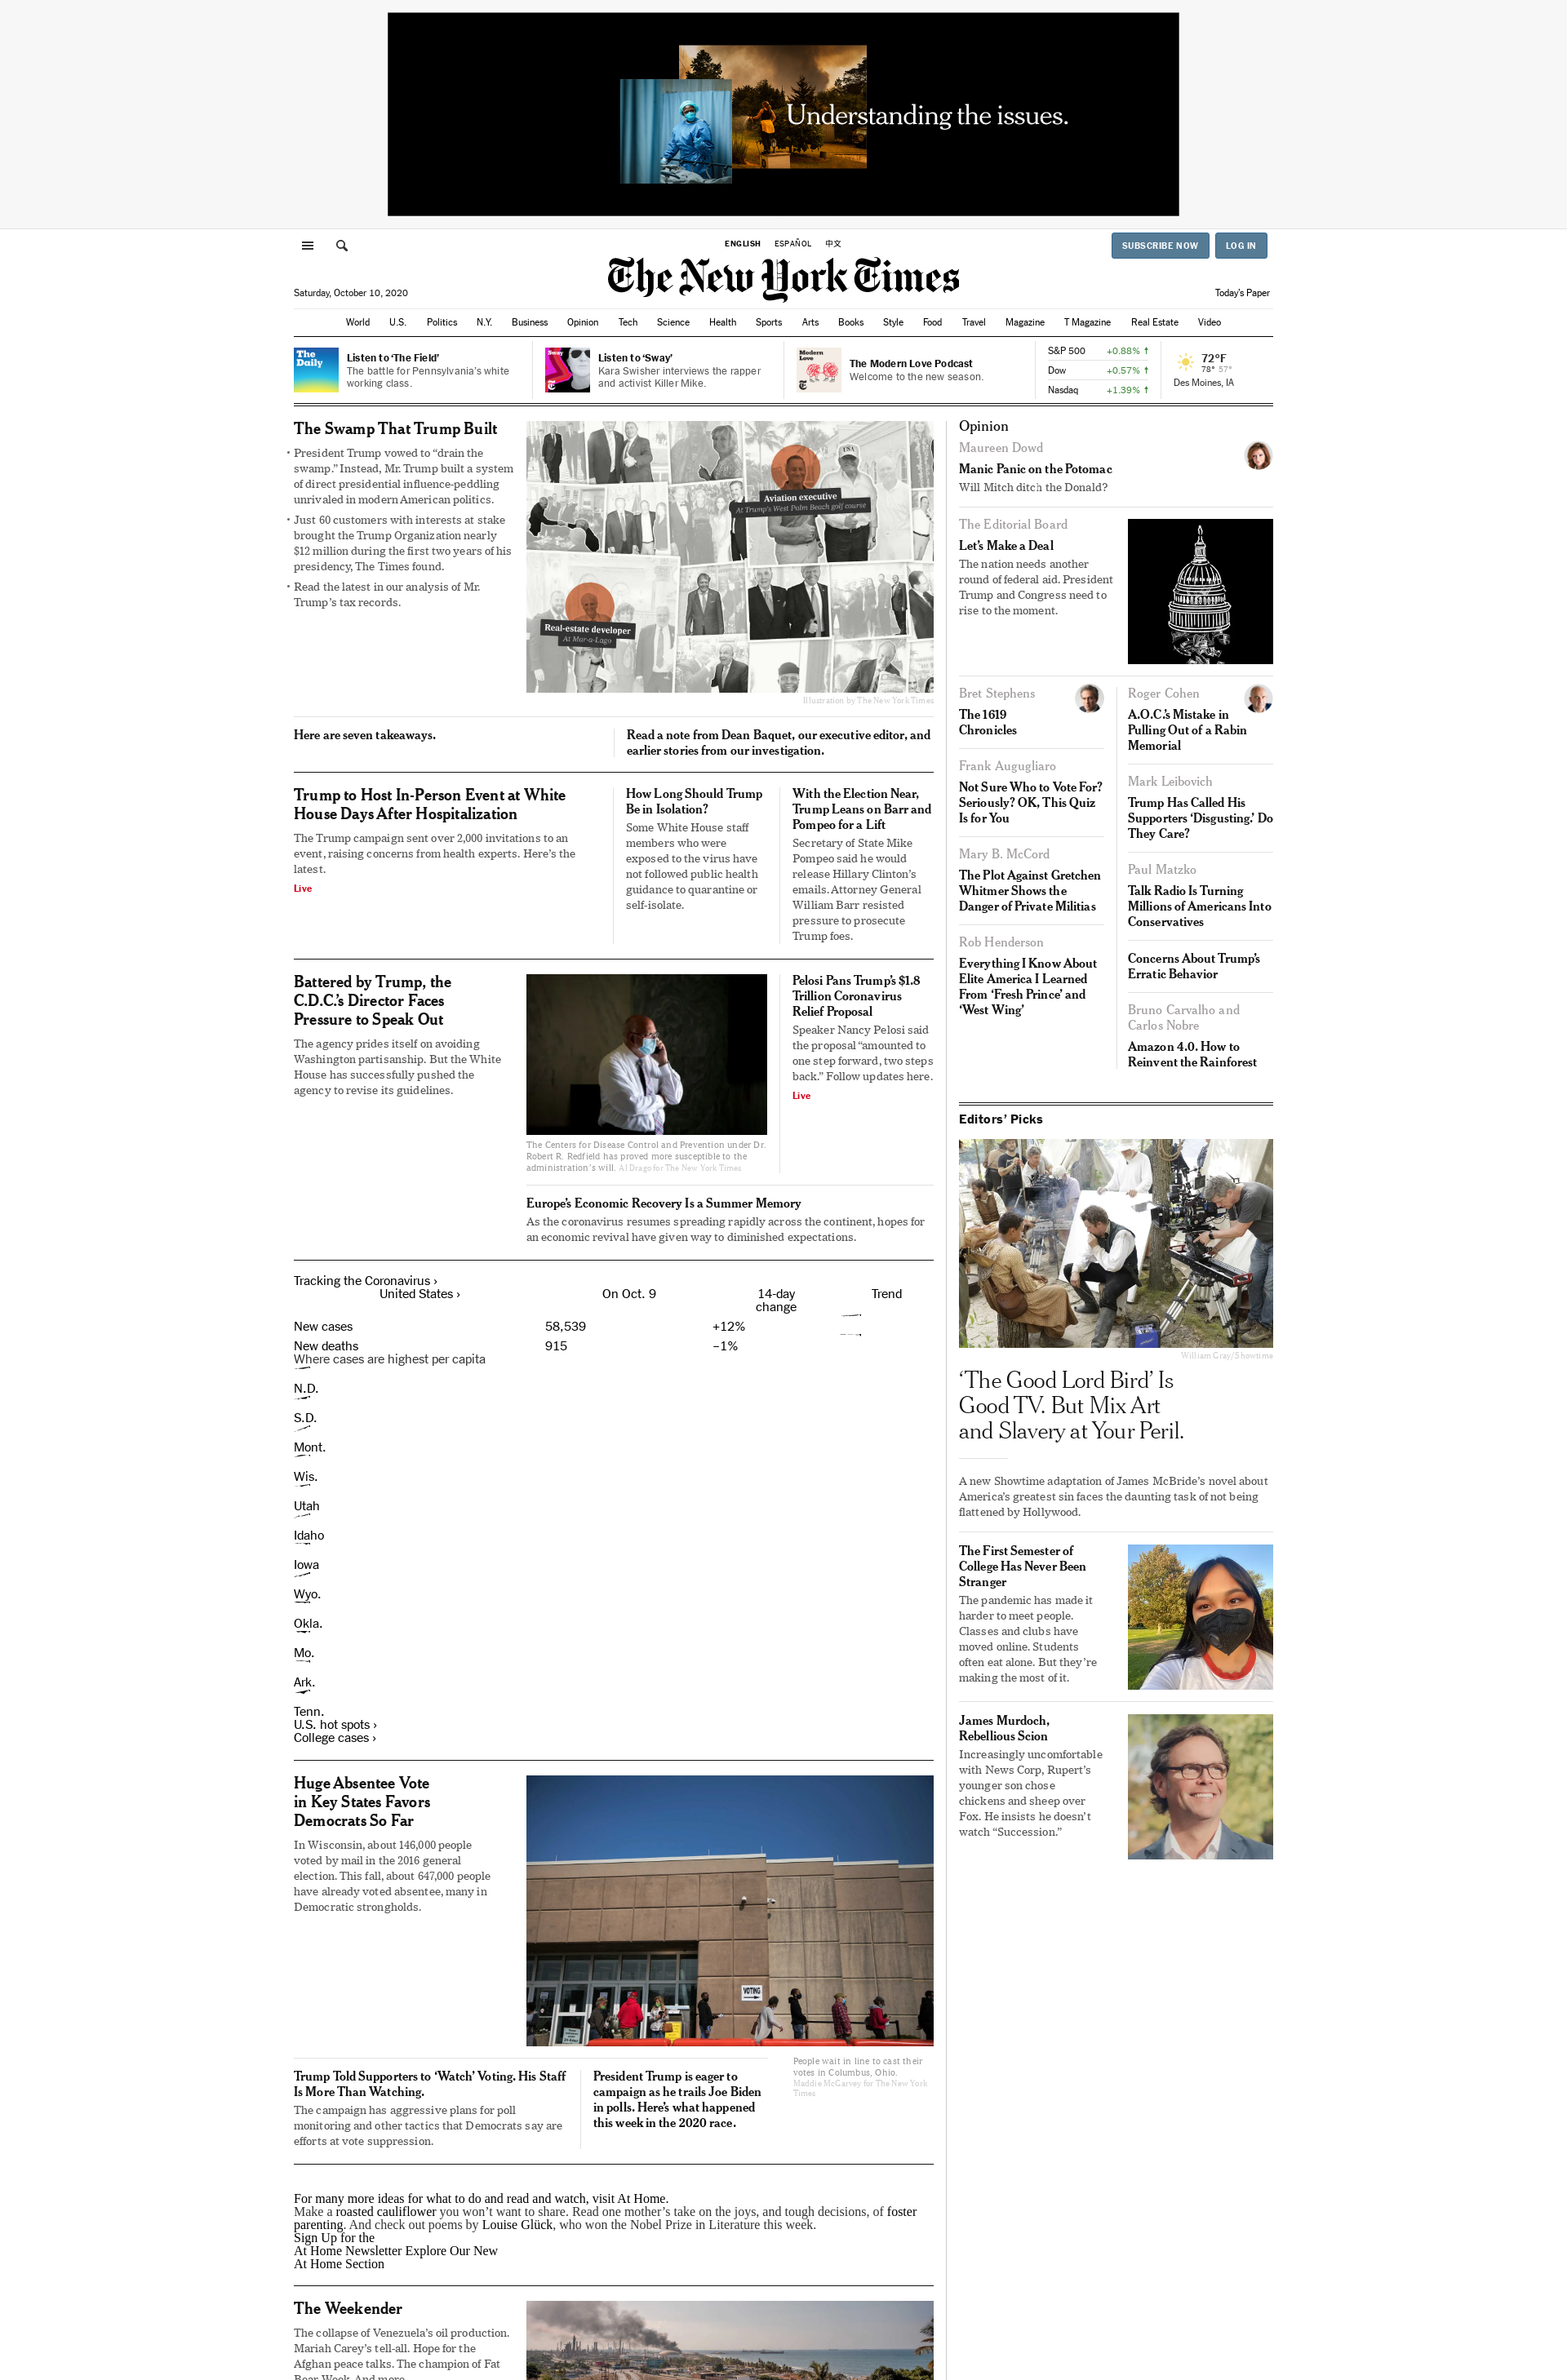 Understanding the issues.
ENGLISH ESPAÑOL 中文
SUBSCRIBE NOW LOG IN
The New York Times
Saturday, October 10, 2020
Today's Paper
World U.S. Politics N.Y. Business Opinion Tech Science Health Sports Arts Books Style Food Travel Magazine T Magazine Real Estate Video
The Daily
Listen to ‘The Field’
The battle for Pennsylvania’s white
working class.
Sway
Listen to ‘Sway’
Kara Swisher interviews the rapper
and activist Killer Mike.
Modern Love
The Modern Love Podcast
Welcome to the new season.
S&P 500 +0.88% ↑
Dow +0.57% ↑
Nasdaq +1.39% ↑
72°F
78° 57°
Des Moines, IA
The Swamp That Trump Built
• President Trump vowed to “drain the
swamp.” Instead, Mr. Trump built a system
of direct presidential influence-peddling
unrivaled in modern American politics.
• Just 60 customers with interests at stake
brought the Trump Organization nearly
$12 million during the first two years of his
presidency, The Times found.
• Read the latest in our analysis of Mr.
Trump’s tax records.
USA
Aviation executive
At Trump's West Palm Beach golf course
Real-estate developer
At Mar-a-Lago
Illustration by The New York Times
Here are seven takeaways.
Read a note from Dean Baquet, our executive editor, and
earlier stories from our investigation.
Trump to Host In-Person Event at White
House Days After Hospitalization
The Trump campaign sent over 2,000 invitations to an
event, raising concerns from health experts. Here’s the
latest.
Live
How Long Should Trump
Be in Isolation?
Some White House staff
members who were
exposed to the virus have
not followed public health
guidance to quarantine or
self-isolate.
With the Election Near,
Trump Leans on Barr and
Pompeo for a Lift
Secretary of State Mike
Pompeo said he would
release Hillary Clinton’s
emails. Attorney General
William Barr resisted
pressure to prosecute
Trump foes.
Battered by Trump, the
C.D.C.’s Director Faces
Pressure to Speak Out
The agency prides itself on avoiding
Washington partisanship. But the White
House has successfully pushed the
agency to revise its guidelines.
The Centers for Disease Control and Prevention under Dr.
Robert R. Redfield has proved more susceptible to the
administration’s will. Al Drago for The New York Times
Pelosi Pans Trump’s $1.8
Trillion Coronavirus
Relief Proposal
Speaker Nancy Pelosi said
the proposal “amounted to
one step forward, two steps
back.” Follow updates here.
Live
Europe’s Economic Recovery Is a Summer Memory
As the coronavirus resumes spreading rapidly across the continent, hopes for
an economic revival have given way to diminished expectations.
Tracking the Coronavirus ›
United States › On Oct. 9 14-day
change Trend
New cases 58,539 +12%
New deaths 915 –1%
Where cases are highest per capita
N.D.
S.D.
Mont.
Wis.
Utah
Idaho
Iowa
Wyo.
Okla.
Mo.
Ark.
Tenn.
U.S. hot spots ›
College cases ›
Huge Absentee Vote
in Key States Favors
Democrats So Far
In Wisconsin, about 146,000 people
voted by mail in the 2016 general
election. This fall, about 647,000 people
have already voted absentee, many in
Democratic strongholds.
VOTING
People wait in line to cast their
votes in Columbus, Ohio.
Maddie McGarvey for The New York
Times
Trump Told Supporters to ‘Watch’ Voting. His Staff
Is More Than Watching.
The campaign has aggressive plans for poll
monitoring and other tactics that Democrats say are
efforts at vote suppression.
President Trump is eager to
campaign as he trails Joe Biden
in polls. Here’s what happened
this week in the 2020 race.
For many more ideas for what to do and read and watch, visit At Home.
Make a roasted cauliflower you won’t want to share. Read one mother’s take on the joys, and tough decisions, of foster
parenting. And check out poems by Louise Glück, who won the Nobel Prize in Literature this week.
Sign Up for the
At Home Newsletter Explore Our New
At Home Section
The Weekender
The collapse of Venezuela’s oil production.
Mariah Carey’s tell-all. Hope for the
Afghan peace talks. The champion of Fat
Bear Week. And more.
Opinion
Maureen Dowd
Manic Panic on the Potomac
Will Mitch ditch the Donald?
The Editorial Board
Let’s Make a Deal
The nation needs another
round of federal aid. President
Trump and Congress need to
rise to the moment.
Bret Stephens
The 1619
Chronicles
Frank Augugliaro
Not Sure Who to Vote For?
Seriously? OK, This Quiz
Is for You
Mary B. McCord
The Plot Against Gretchen
Whitmer Shows the
Danger of Private Militias
Rob Henderson
Everything I Know About
Elite America I Learned
From ‘Fresh Prince’ and
‘West Wing’
Roger Cohen
A.O.C.’s Mistake in
Pulling Out of a Rabin
Memorial
Mark Leibovich
Trump Has Called His
Supporters ‘Disgusting.’ Do
They Care?
Paul Matzko
Talk Radio Is Turning
Millions of Americans Into
Conservatives
Concerns About Trump’s
Erratic Behavior
Bruno Carvalho and
Carlos Nobre
Amazon 4.0. How to
Reinvent the Rainforest
Editors’ Picks
William Gray/Showtime
‘The Good Lord Bird’ Is
Good TV. But Mix Art
and Slavery at Your Peril.
A new Showtime adaptation of James McBride’s novel about
America’s greatest sin faces the daunting task of not being
flattened by Hollywood.
The First Semester of
College Has Never Been
Stranger
The pandemic has made it
harder to meet people.
Classes and clubs have
moved online. Students
often eat alone. But they’re
making the most of it.
James Murdoch,
Rebellious Scion
Increasingly uncomfortable
with News Corp, Rupert’s
younger son chose
chickens and sheep over
Fox. He insists he doesn’t
watch “Succession.”